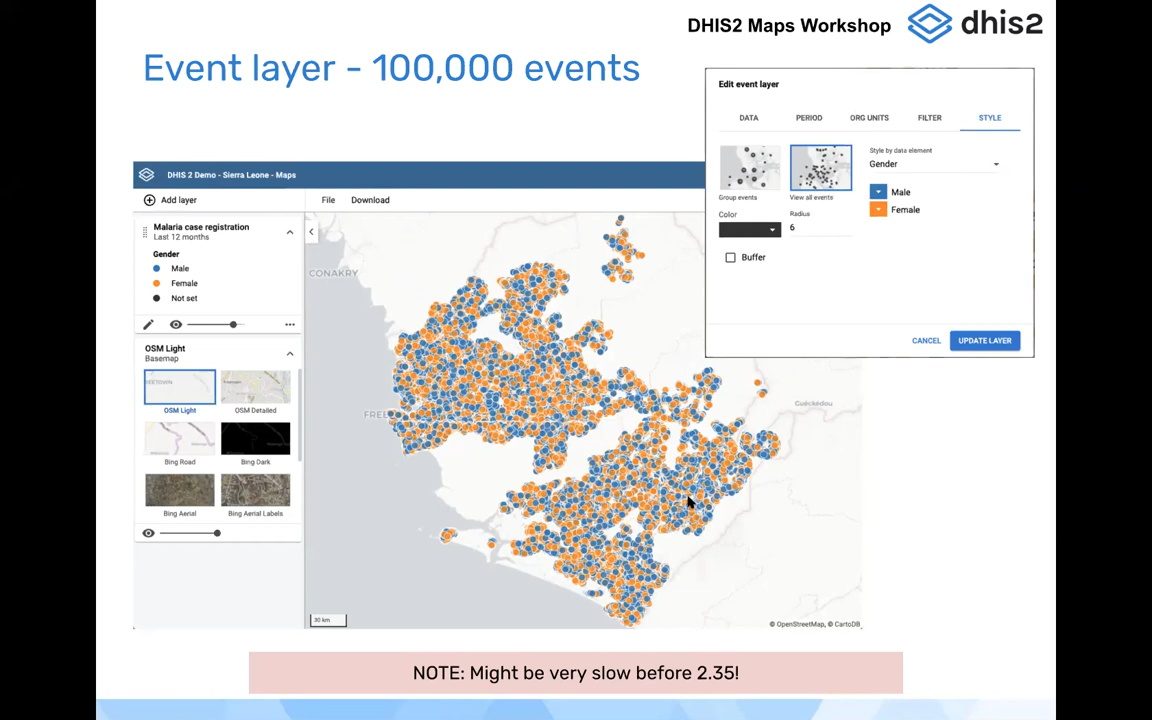 DHIS2 Maps Workshop
dhis2
Event layer - 100,000 events
Edit event layer
DATA PERIOD ORG UNITS FILTER STYLE
Style by data element
Gender
Group events
View all events
Male
Female
Color
Radius
6
Buffer
CANCEL UPDATE LAYER
DHIS 2 Demo - Sierra Leone - Maps
Add layer
File Download
Malaria case registration
Last 12 months
Gender
Male
Female
Not set
OSM Light
Basemap
OSM Light
OSM Detailed
Bing Road
Bing Dark
Bing Aerial
Bing Aerial Labels
CONAKRY
Guéckédou
30 km
© OpenStreetMap, © CartoDB
NOTE: Might be very slow before 2.35!